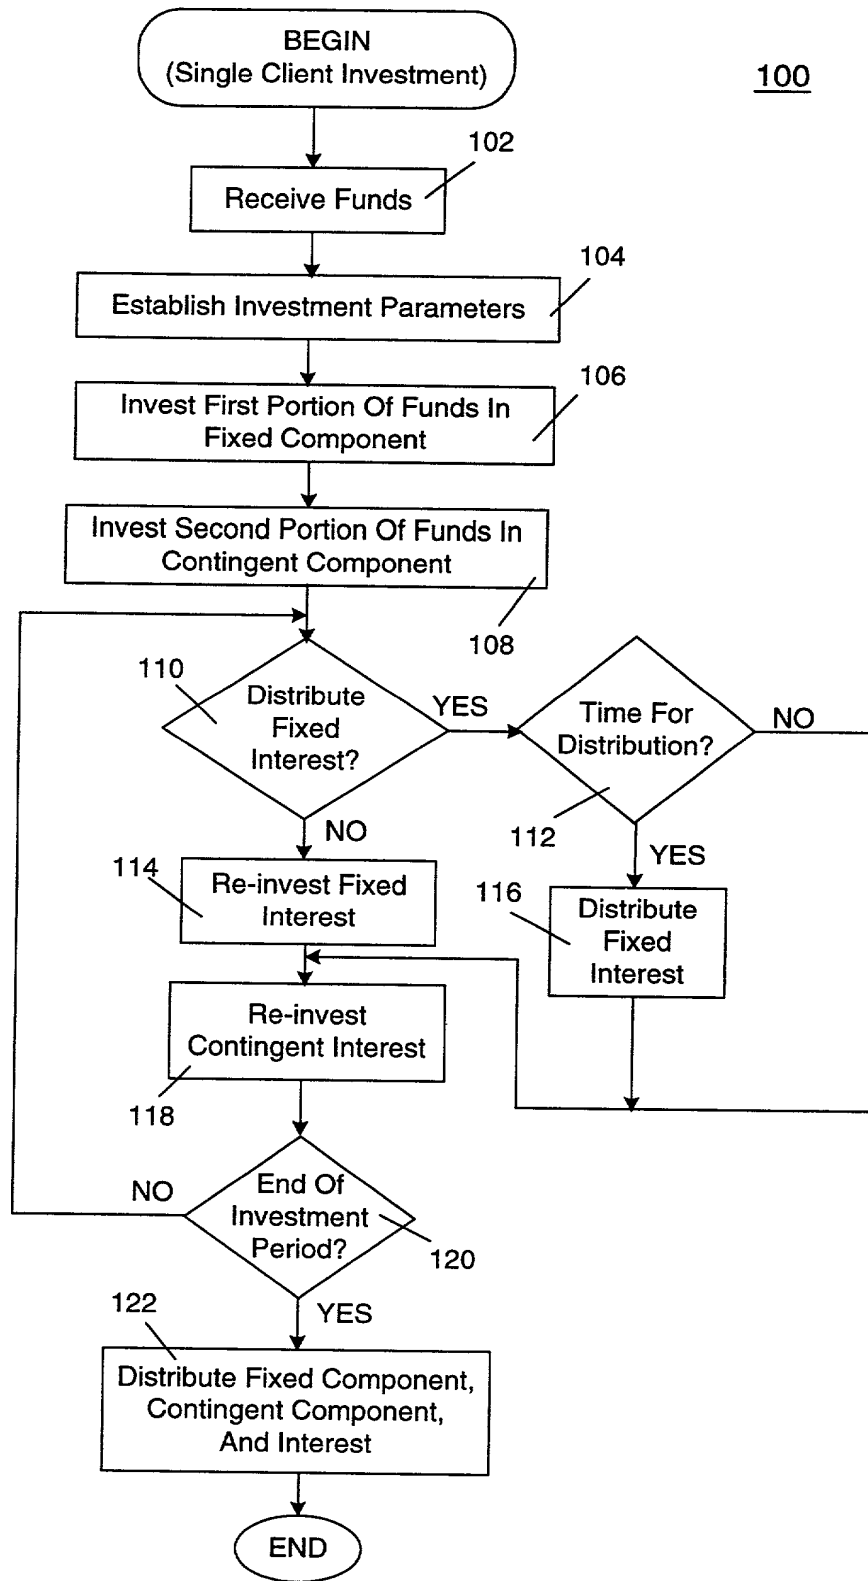 BEGIN
(Single Client Investment)
100
102
Receive Funds
104
Establish Investment Parameters
106
Invest First Portion Of Funds In
Fixed Component
Invest Second Portion Of Funds In
Contingent Component
108
110
Distribute
Fixed
Interest?
YES
Time For
Distribution?
NO
112
NO
YES
114
Re-invest Fixed
Interest
116
Distribute
Fixed
Interest
Re-invest
Contingent Interest
118
NO
End Of
Investment
Period?
120
YES
122
Distribute Fixed Component,
Contingent Component,
And Interest
END